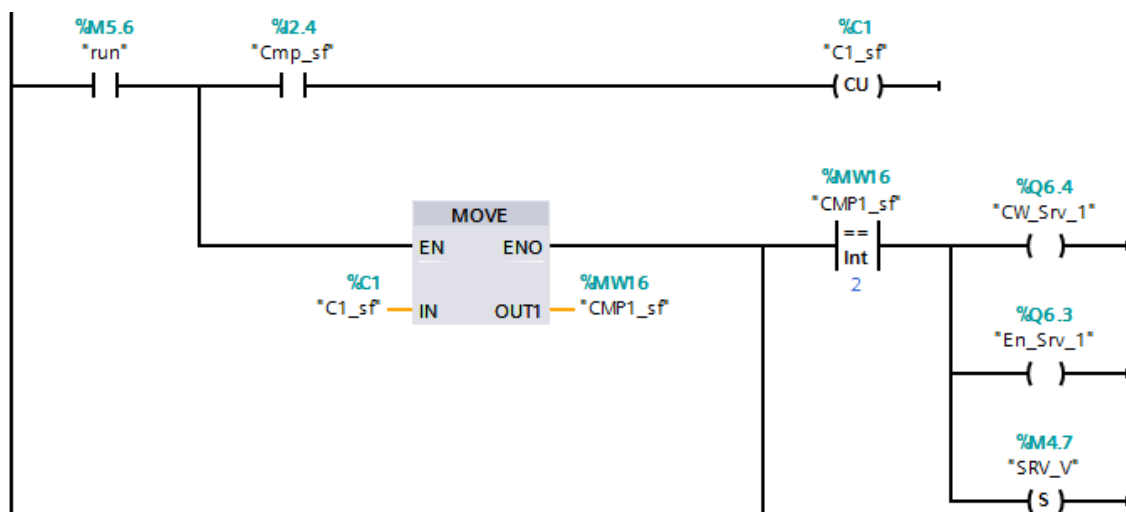 %M5.6
"run"
%I2.4
"Cmp_sf"
%C1
"C1_sf"
CU
%MW16
"CMP1_sf"
==
Int
2
%Q6.4
"CW_Srv_1"
MOVE
EN
ENO
%C1
"C1_sf"
IN
OUT1
%MW16
"CMP1_sf"
%Q6.3
"En_Srv_1"
%M4.7
"SRV_V"
S